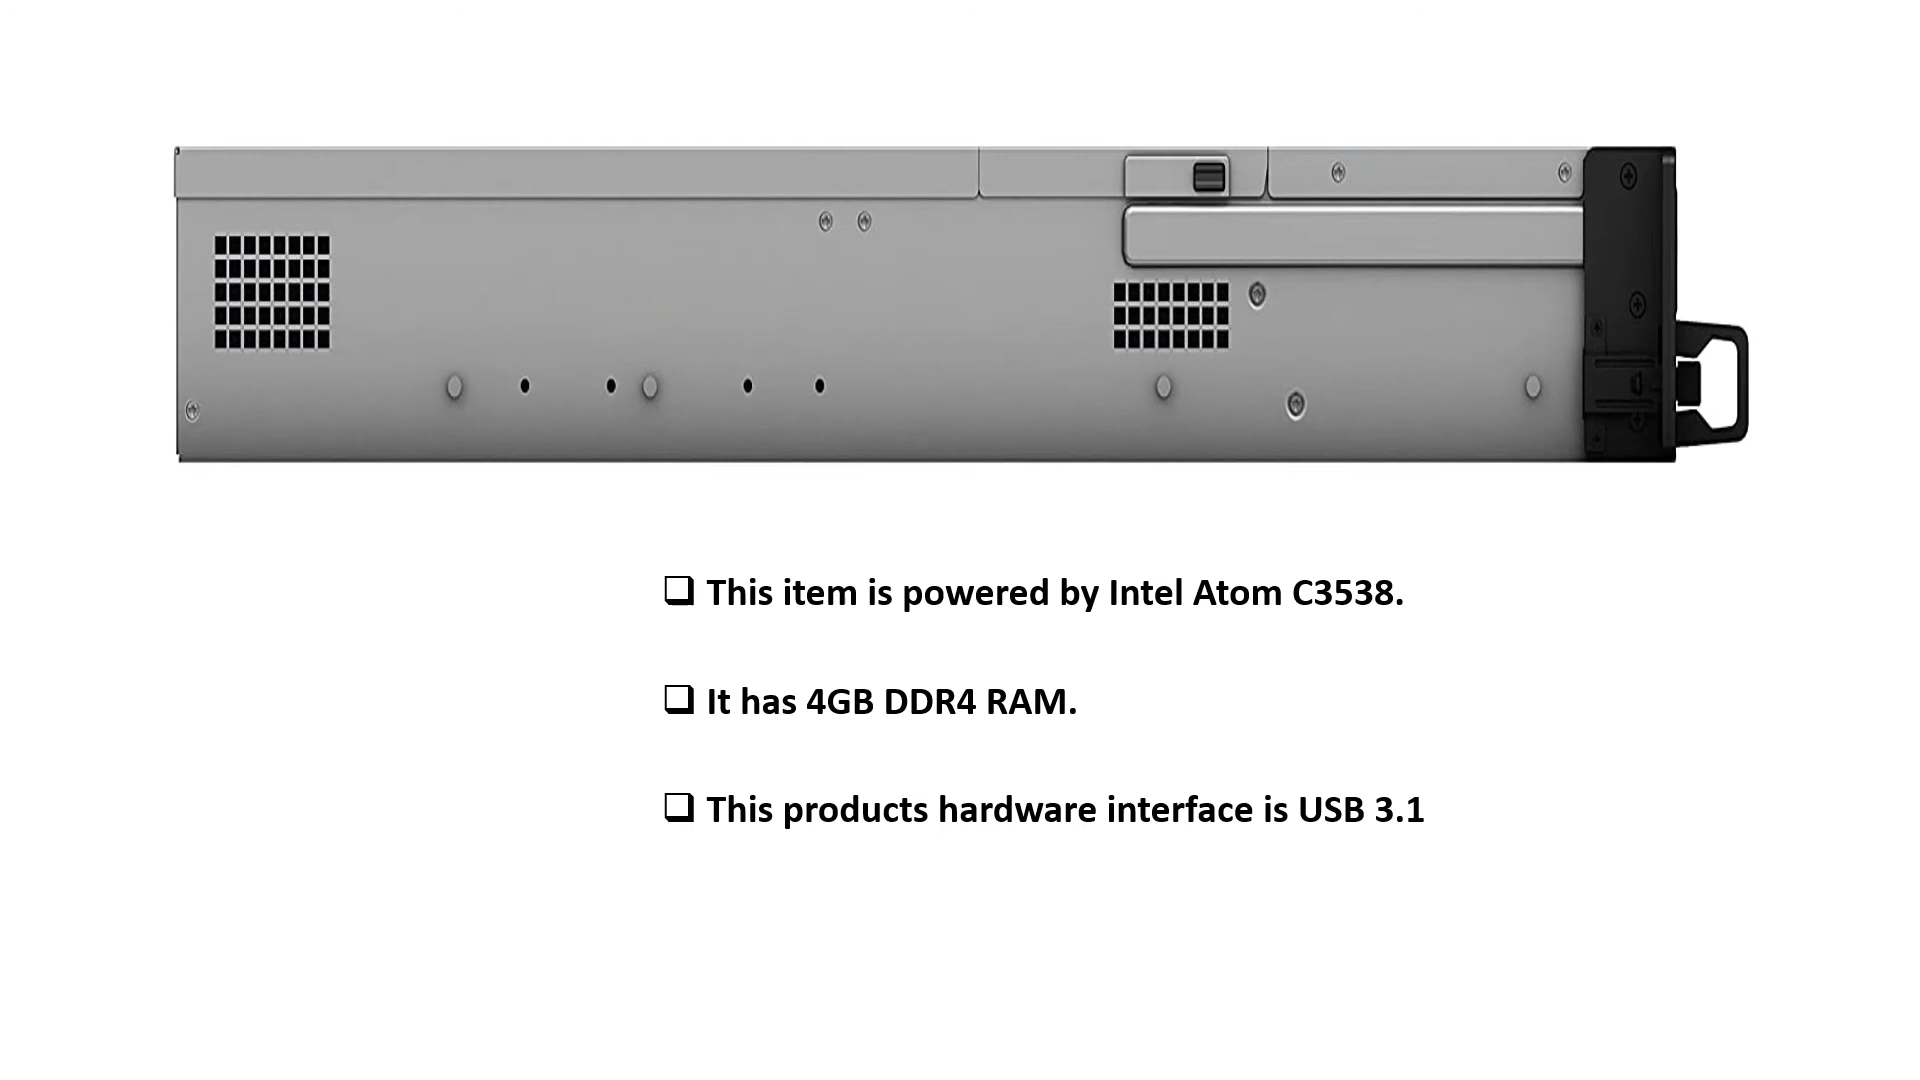 ❑ This item is powered by Intel Atom C3538.
❑ It has 4GB DDR4 RAM.
❑ This products hardware interface is USB 3.1